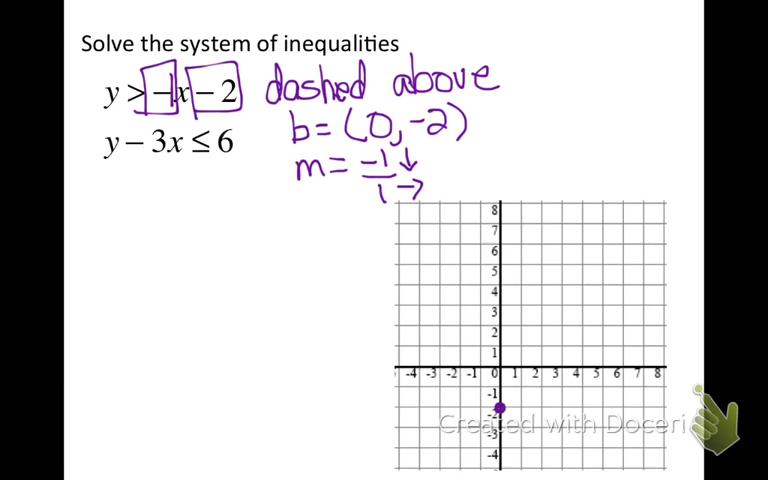 Solve the system of inequalities
y > -1x - 2 dashed above
b = (0, -2)
y - 3x ≤ 6
m = -1↓
1→
8
7
6
5
4
3
2
1
-4 -3 -2 -1 0 1 2 3 4 5 6 7 8
-1
-2
Created with Doceri
-3
-4